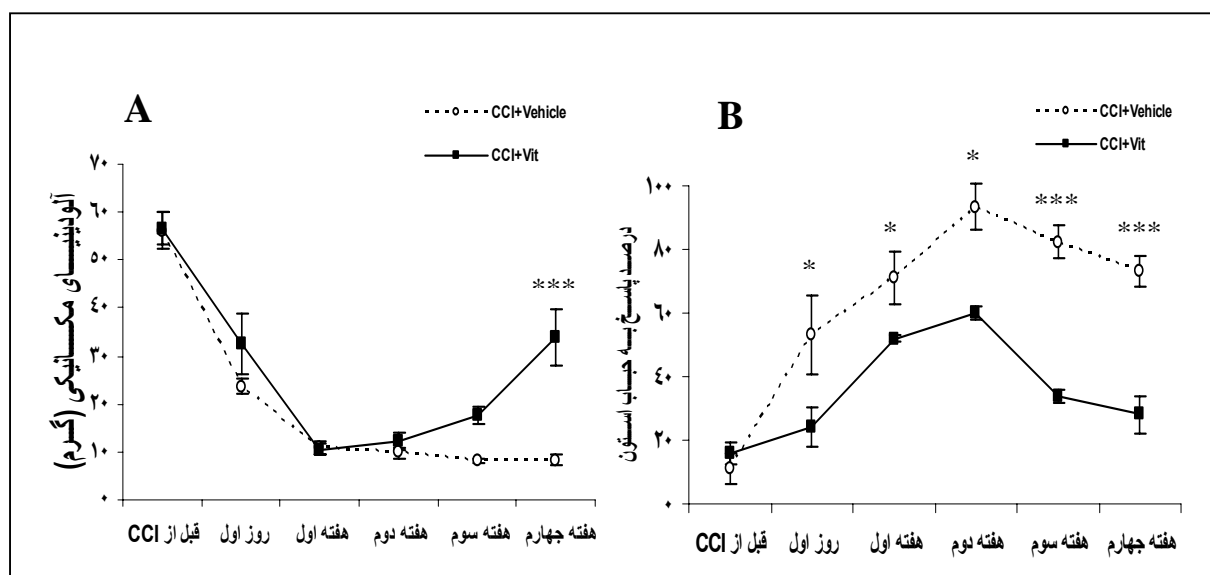 A
CCI+Vehicle
CCI+Vit
آلودینیای مکانیکی (گرم)
۷۰
۶۰
۵۰
۴۰
۳۰
۲۰
۱۰
۰
***
قبل از CCI
روز اول
هفته اول
هفته دوم
هفته سوم
هفته چهارم
B
CCI+Vehicle
CCI+Vit
درصد پاسخ به حباب استون
۱۰۰
۸۰
۶۰
۴۰
۲۰
۰
*
*
*
***
***
قبل از CCI
روز اول
هفته اول
هفته دوم
هفته سوم
هفته چهارم